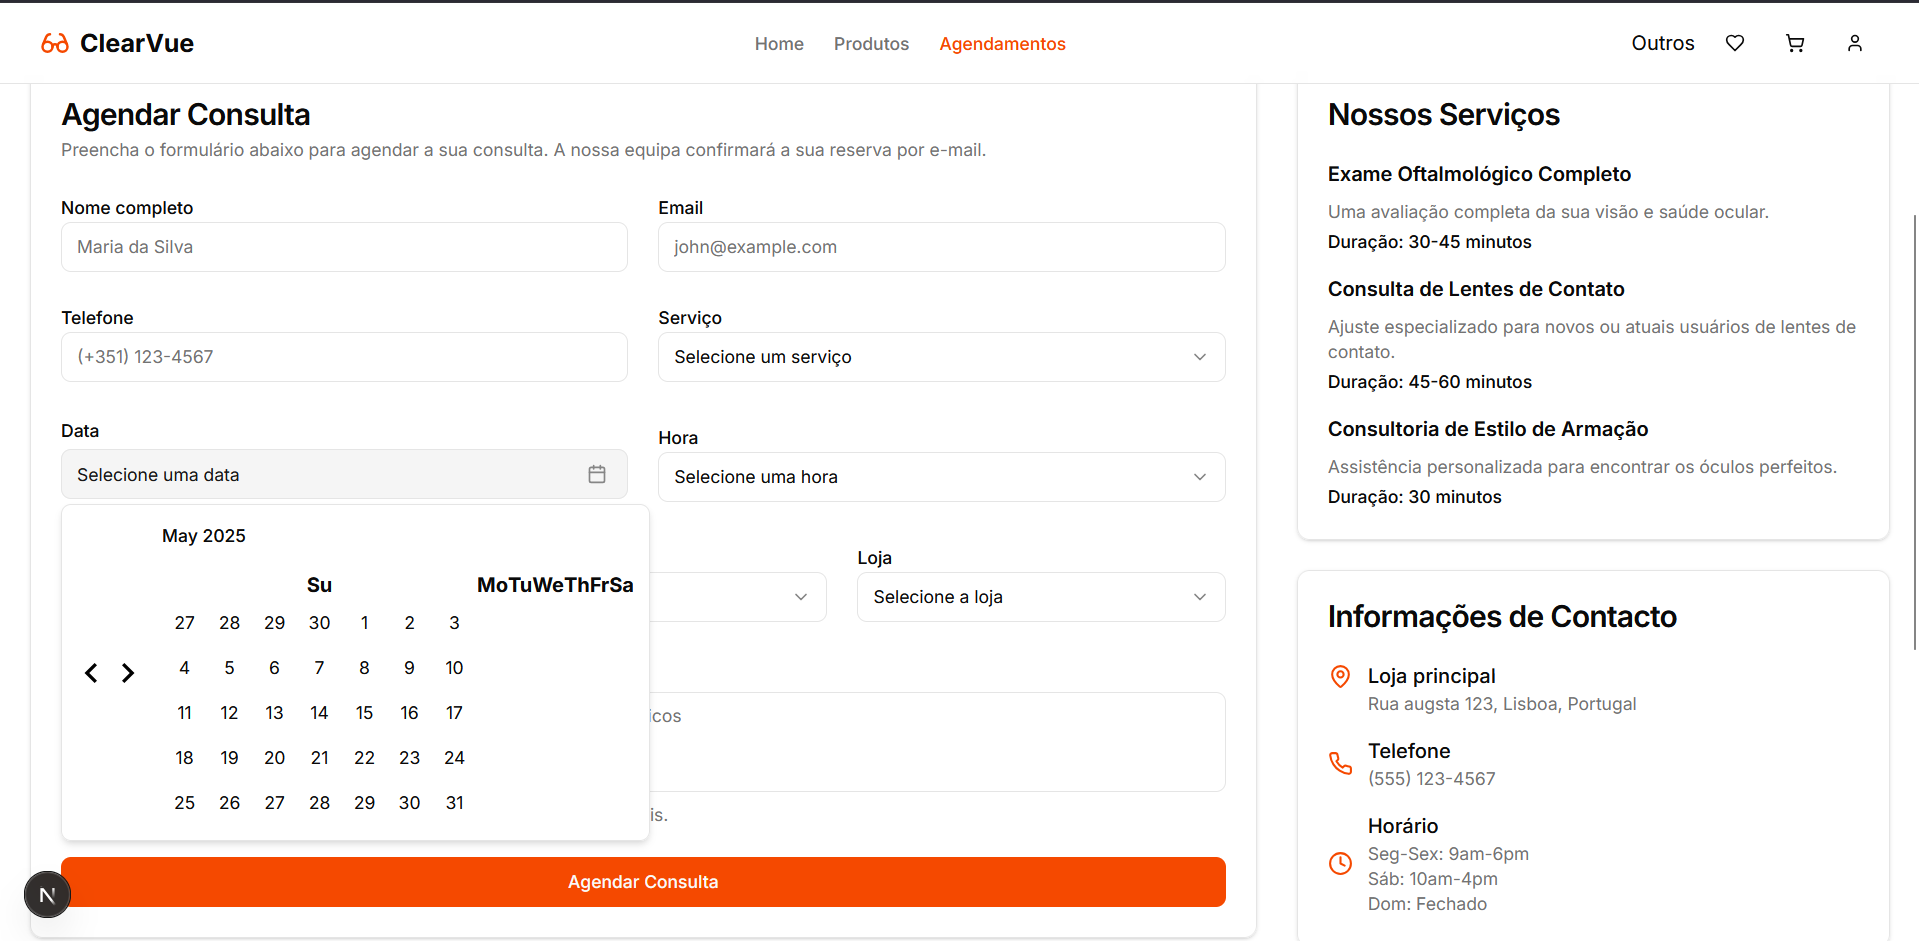 ClearVue
Home Produtos Agendamentos
Outros
Agendar Consulta
Preencha o formulário abaixo para agendar a sua consulta. A nossa equipa confirmará a sua reserva por e-mail.
Nome completo
Maria da Silva
Email
john@example.com
Telefone
(+351) 123-4567
Serviço
Selecione um serviço
Data
Selecione uma data
Hora
Selecione uma hora
May 2025
Su MoTuWeThFrSa
27 28 29 30 1 2 3
4 5 6 7 8 9 10
11 12 13 14 15 16 17
18 19 20 21 22 23 24
25 26 27 28 29 30 31
Loja
Selecione a loja
icos
is.
Agendar Consulta
N
Nossos Serviços
Exame Oftalmológico Completo
Uma avaliação completa da sua visão e saúde ocular.
Duração: 30-45 minutos
Consulta de Lentes de Contato
Ajuste especializado para novos ou atuais usuários de lentes de
contato.
Duração: 45-60 minutos
Consultoria de Estilo de Armação
Assistência personalizada para encontrar os óculos perfeitos.
Duração: 30 minutos
Informações de Contacto
Loja principal
Rua augsta 123, Lisboa, Portugal
Telefone
(555) 123-4567
Horário
Seg-Sex: 9am-6pm
Sáb: 10am-4pm
Dom: Fechado